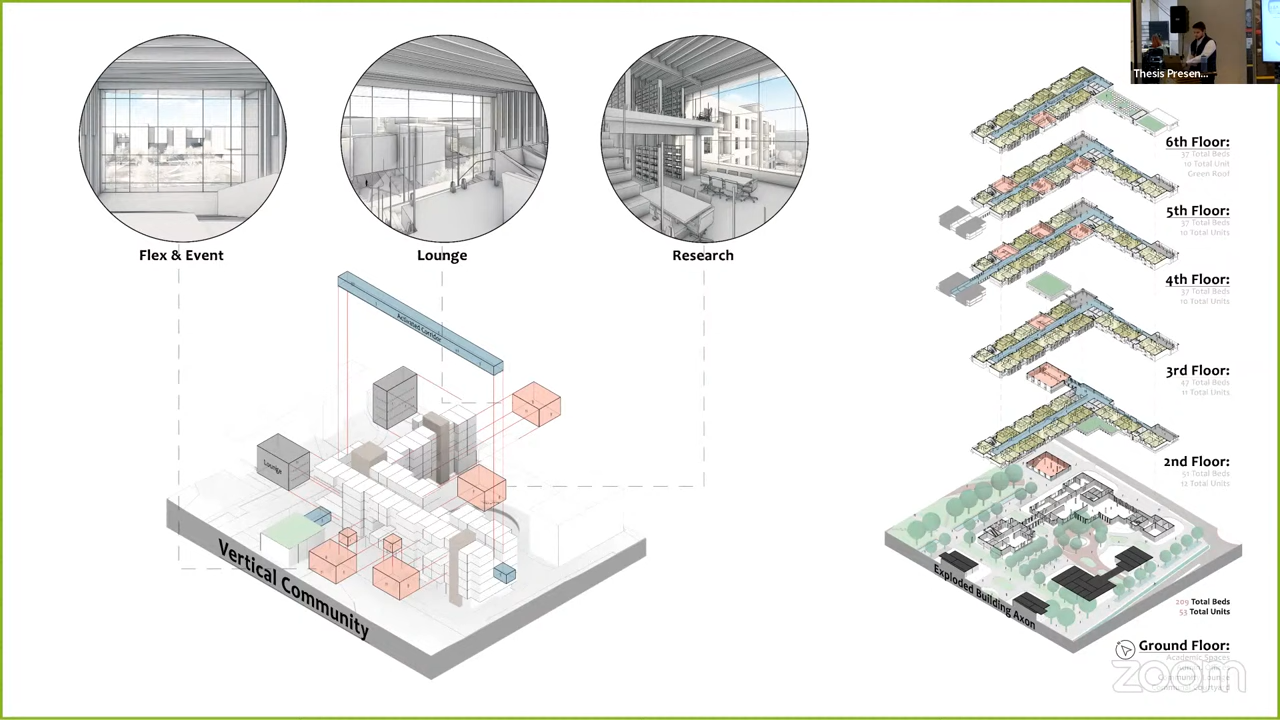 Thesis Presen...
Flex & Event
Lounge
Research
Activated Corridor
Lounge
Vertical Community
6th Floor:
37 Total Beds
10 Total Unit
Green Roof
5th Floor:
37 Total Beds
10 Total Units
4th Floor:
37 Total Beds
10 Total Units
3rd Floor:
47 Total Beds
11 Total Units
2nd Floor:
51 Total Beds
12 Total Units
Exploded Building Axon
209 Total Beds
53 Total Units
Ground Floor:
Academic Spaces
zoom